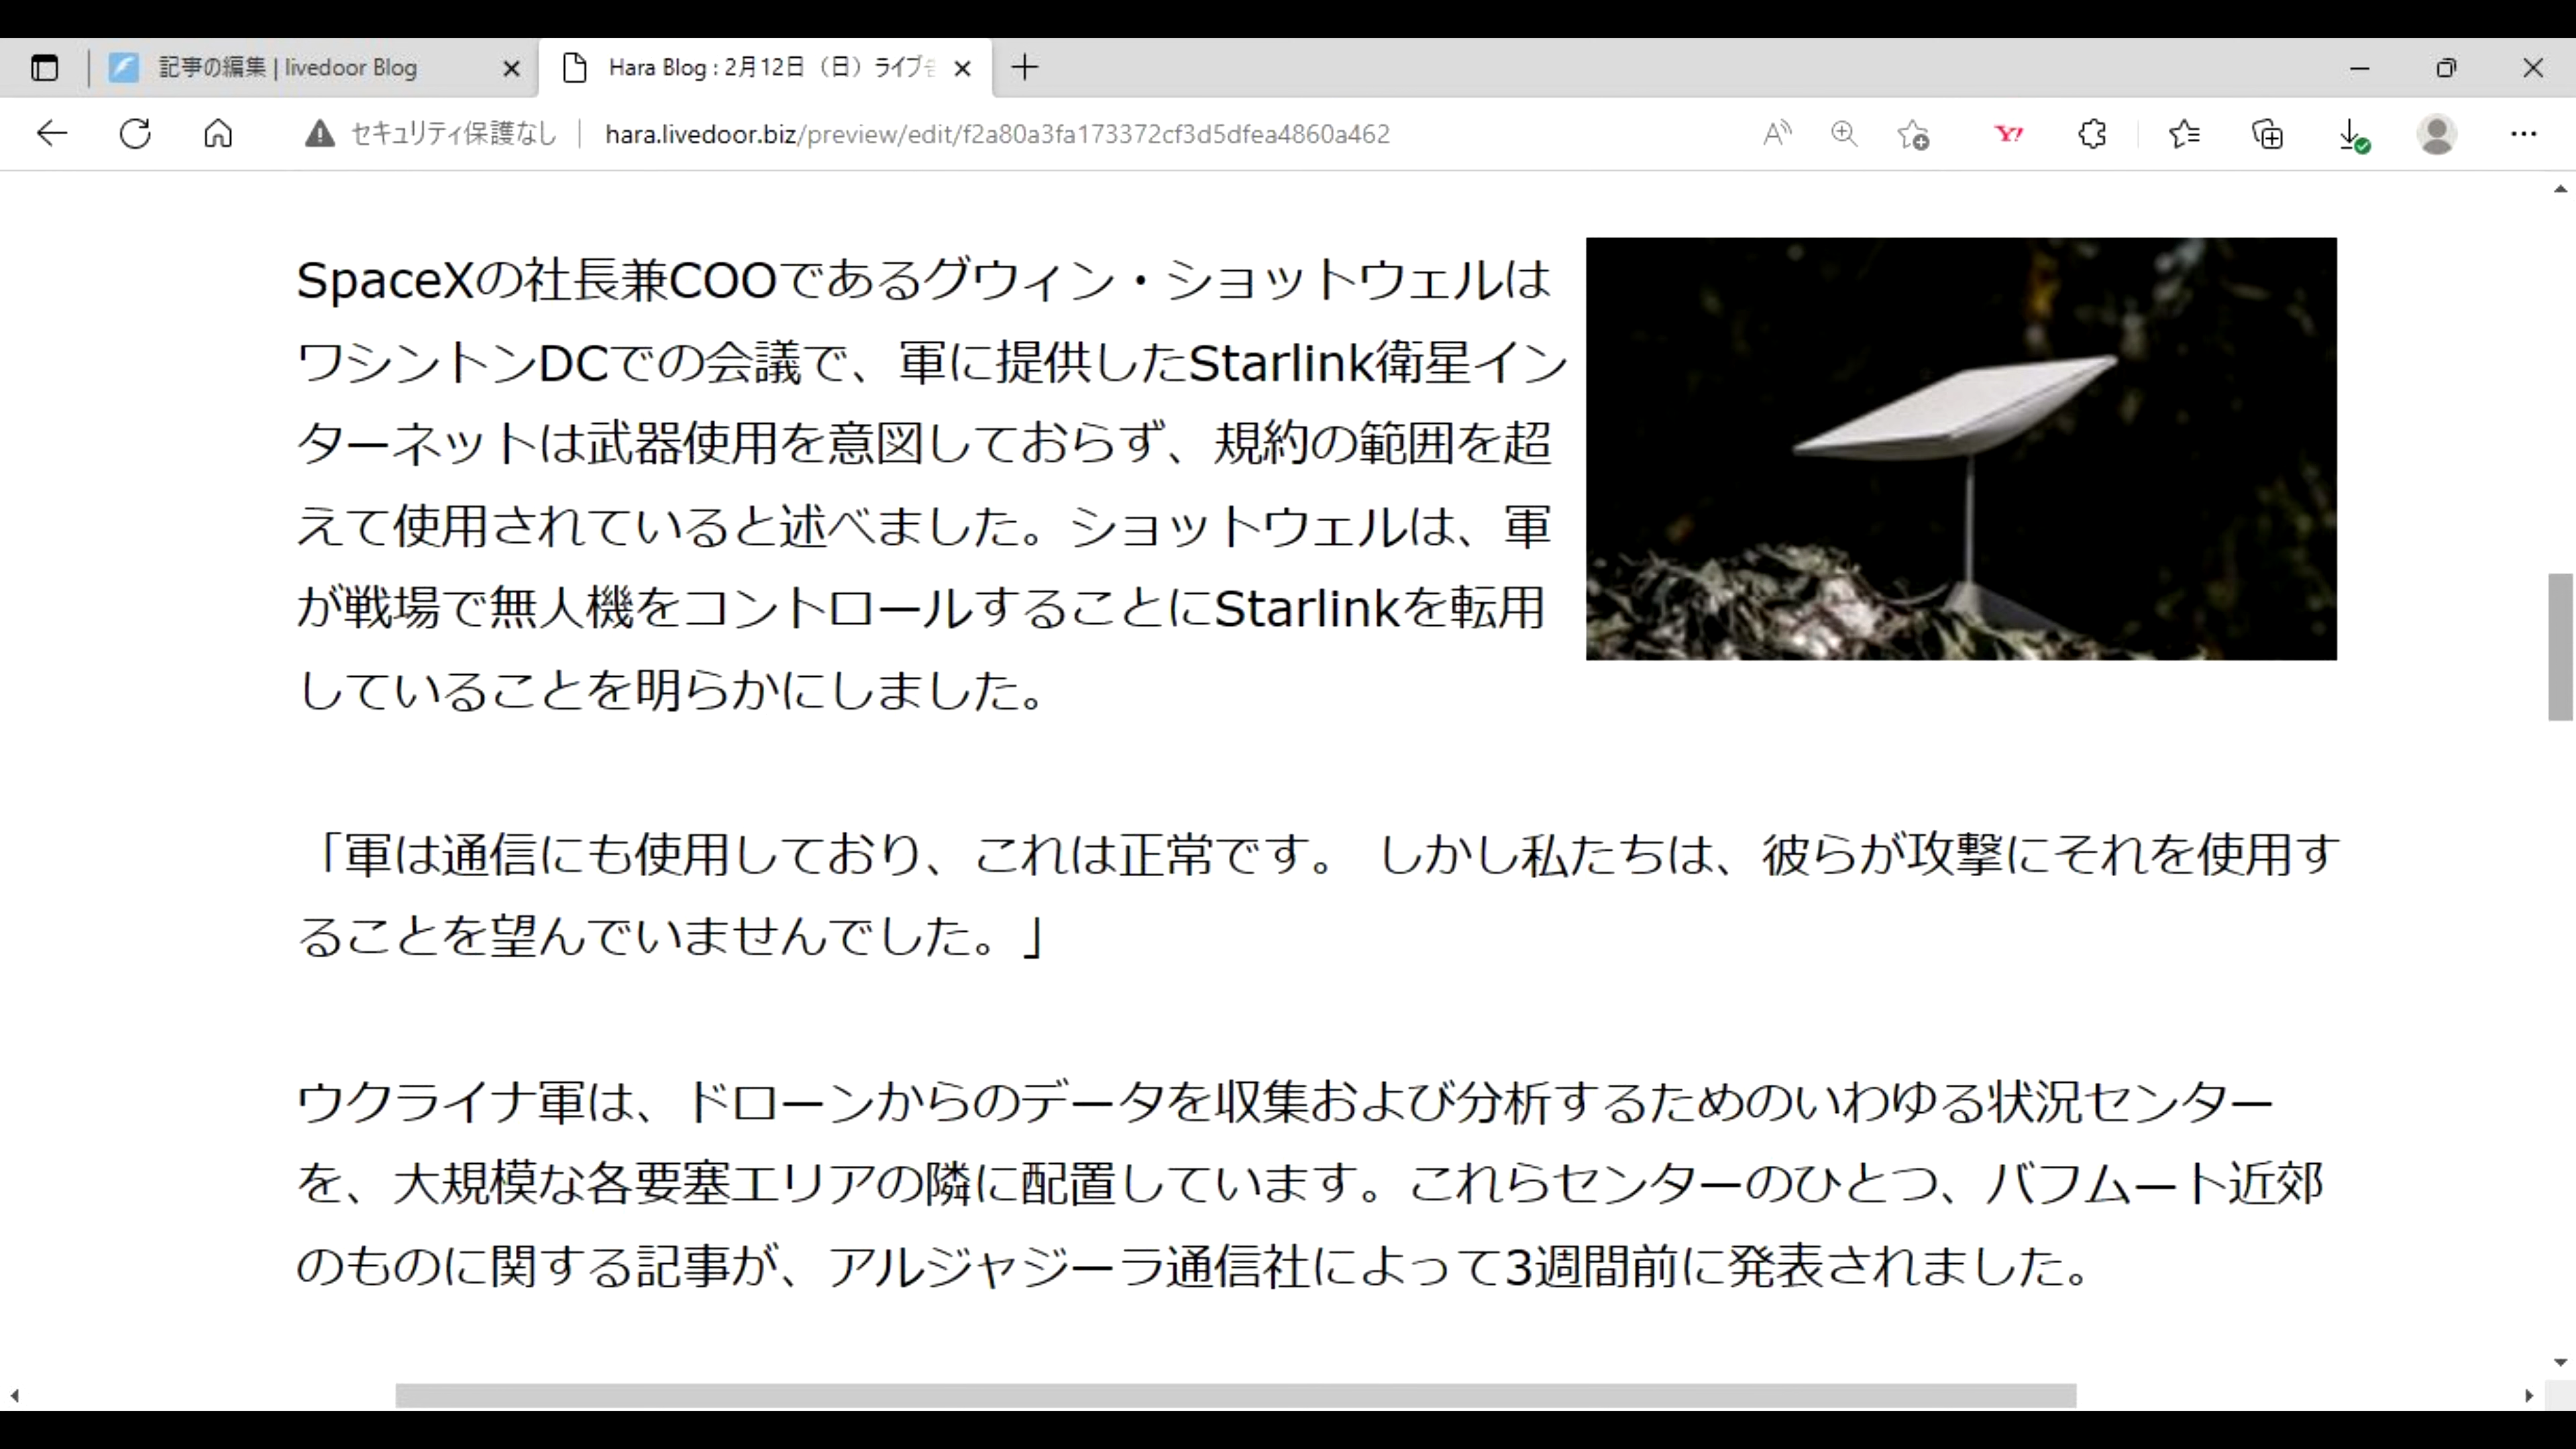 記事の編集 | livedoor Blog
Hara Blog : 2月12日（日）ライブ
セキュリティ保護なし
hara.livedoor.biz/preview/edit/f2a80a3fa173372cf3d5dfea4860a462
SpaceXの社長兼COOであるグウィン・ショットウェルは
ワシントンDCでの会議で、軍に提供したStarlink衛星イン
ターネットは武器使用を意図しておらず、規約の範囲を超
えて使用されていると述べました。ショットウェルは、軍
が戦場で無人機をコントロールすることにStarlinkを転用
していることを明らかにしました。
「軍は通信にも使用しており、これは正常です。 しかし私たちは、彼らが攻撃にそれを使用す
ることを望んでいませんでした。」
ウクライナ軍は、ドローンからのデータを収集および分析するためのいわゆる状況センター
を、大規模な各要塞エリアの隣に配置しています。これらセンターのひとつ、バフムート近郊
のものに関する記事が、アルジャジーラ通信社によって3週間前に発表されました。